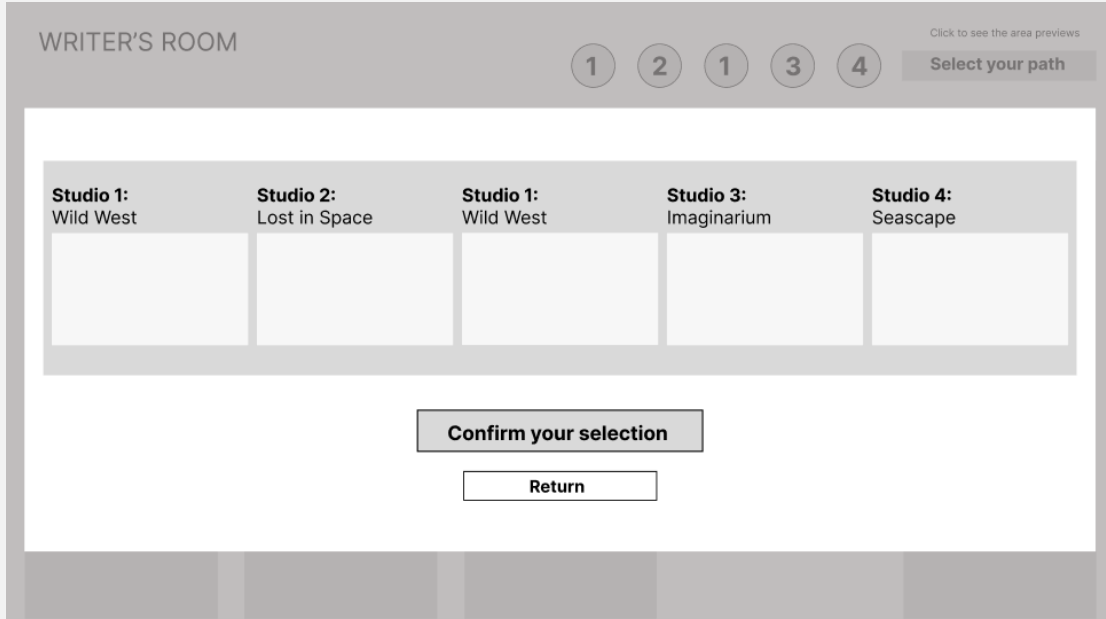 WRITER'S ROOM
Click to see the area previews
1 2 1 3 4
Select your path
Studio 1:
Wild West
Studio 2:
Lost in Space
Studio 1:
Wild West
Studio 3:
Imaginarium
Studio 4:
Seascape
Confirm your selection
Return